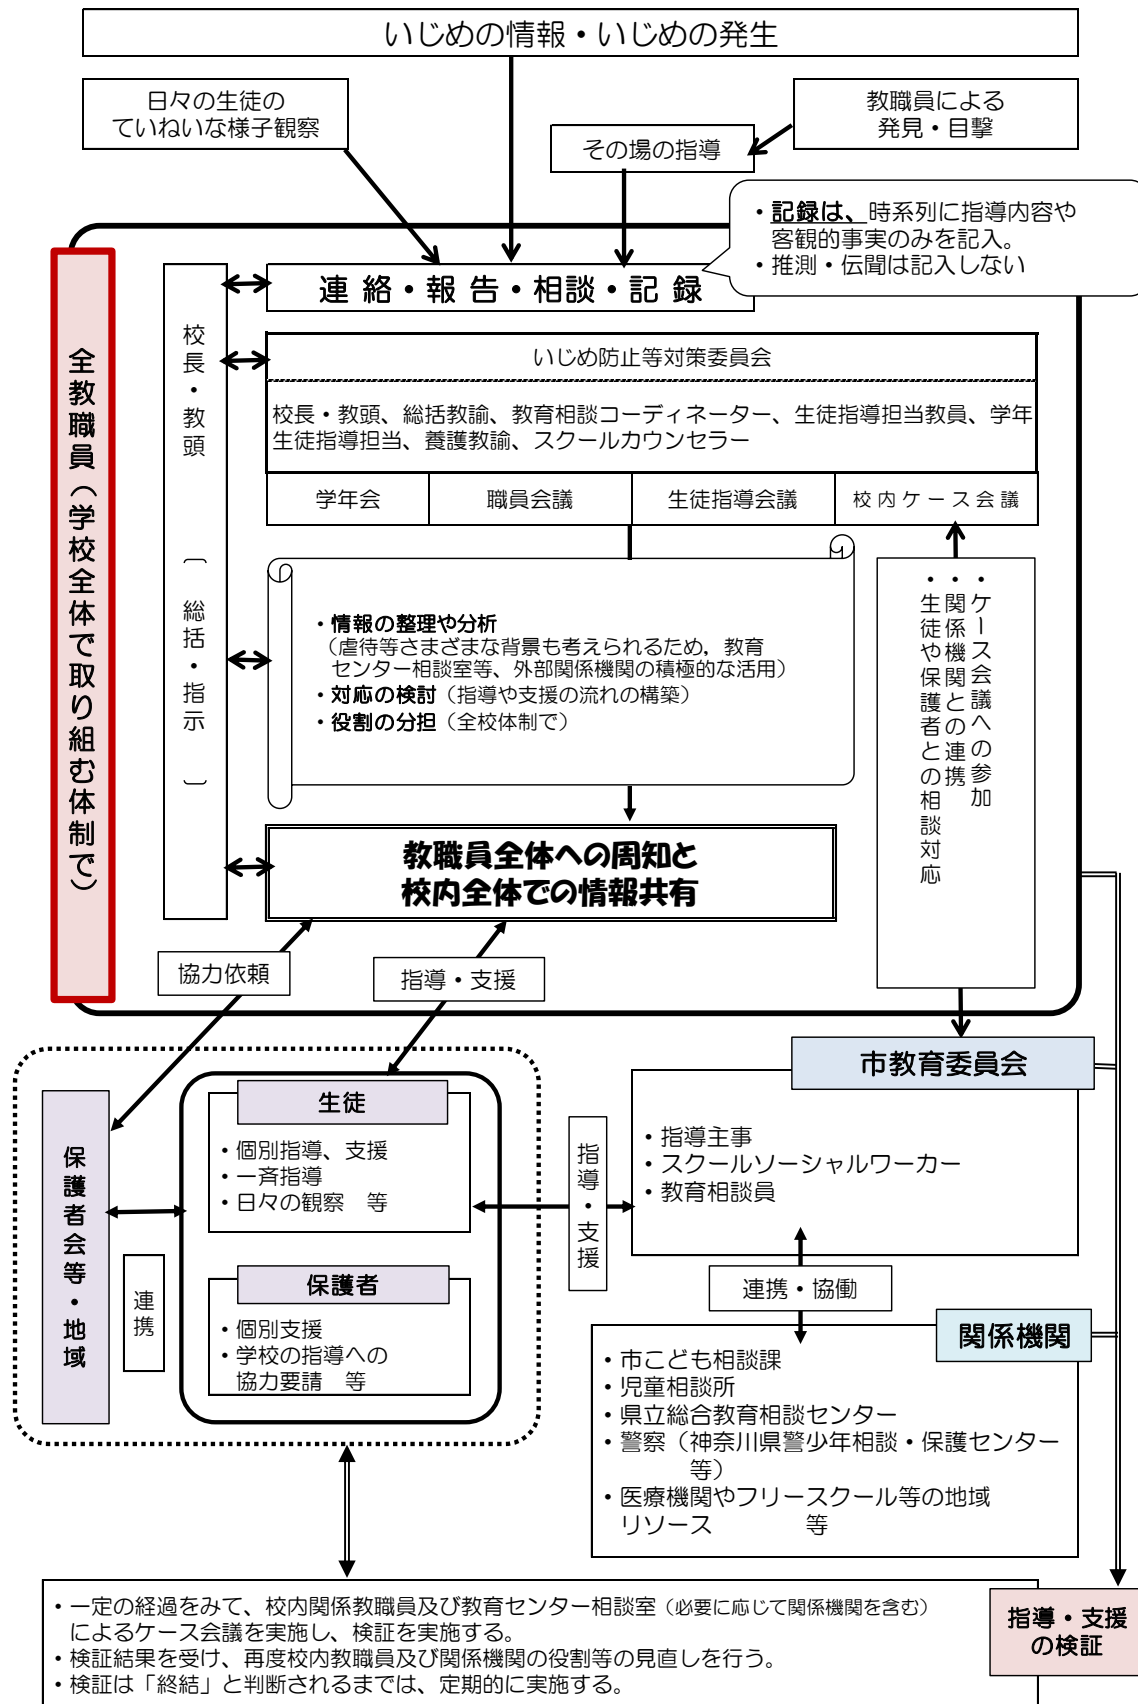 いじめの情報・いじめの発生
日々の生徒の
ていねいな様子観察
教職員による
発見・目撃
その場の指導
・記録は、時系列に指導内容や
客観的事実のみを記入。
・推測・伝聞は記入しない
連絡・報告・相談・記録
全教職員（学校全体で取り組む体制で）
校長・教頭
〔総括・指示〕
いじめ防止等対策委員会
校長・教頭、総括教諭、教育相談コーディネーター、生徒指導担当教員、学年
生徒指導担当、養護教諭、スクールカウンセラー
学年会
職員会議
生徒指導会議
校内ケース会議
・情報の整理や分析
（虐待等さまざまな背景も考えられるため，教育
センター相談室等、外部関係機関の積極的な活用）
・対応の検討（指導や支援の流れの構築）
・役割の分担（全校体制で）
・ケース会議への参加
・関係機関との連携
・生徒や保護者との相談対応
教職員全体への周知と
校内全体での情報共有
協力依頼
指導・支援
市教育委員会
・指導主事
・スクールソーシャルワーカー
・教育相談員
保護者会等・地域
連携
生徒
・個別指導、支援
・一斉指導
・日々の観察　等
保護者
・個別支援
・学校の指導への
協力要請　等
指導・支援
連携・協働
関係機関
・市こども相談課
・児童相談所
・県立総合教育相談センター
・警察（神奈川県警少年相談・保護センター
等）
・医療機関やフリースクール等の地域
リソース　　　　等
・一定の経過をみて、校内関係教職員及び教育センター相談室（必要に応じて関係機関を含む）
によるケース会議を実施し、検証を実施する。
・検証結果を受け、再度校内教職員及び関係機関の役割等の見直しを行う。
・検証は「終結」と判断されるまでは、定期的に実施する。
指導・支援
の検証